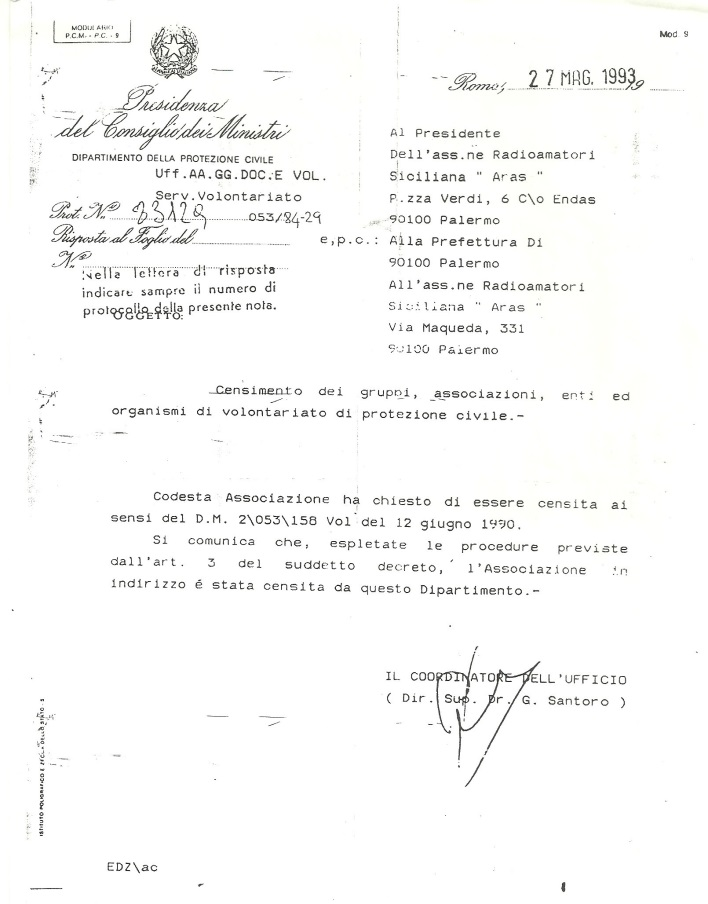 MODULARIO
P.C.M. - P.C. - 9
Mod. 9
Roma, 27 MAG. 1993
Presidenza
del Consiglio dei Ministri
DIPARTIMENTO DELLA PROTEZIONE CIVILE
Uff.AA.GG.DOC.E VOL.
Serv.Volontariato
Prot. N.° 23129 053/84-29
Risposta al Foglio del
N.°
Nella lettera di risposta
indicare sampre il numero di
protocollo della presente nota.
OGGETTO:
Al Presidente
Dell'ass.ne Radioamatori
Siciliana " Aras "
P.zza Verdi, 6 C\o Endas
90100 Palermo
e,p.c.: Alla Prefettura Di
90100 Palermo
All'ass.ne Radioamatori
Siciliana " Aras "
Via Maqueda, 331
90100 Palermo
Censimento dei gruppi, associazioni, enti ed
organismi di volontariato di protezione civile.-
Codesta Associazione ha chiesto di essere censita ai
sensi del D.M. 2\053\158 Vol del 12 giugno 1990.
Si comunica che, espletate le procedure previste
dall'art. 3 del suddetto decreto, l'Associazione in
indirizzo é stata censita da questo Dipartimento.-
IL COORDINATORE DELL'UFFICIO
( Dir. Sup. Dr. G. Santoro )
ISTITUTO POLIGRAFICO E ZECCA DELLO STATO - S
EDZ\ac